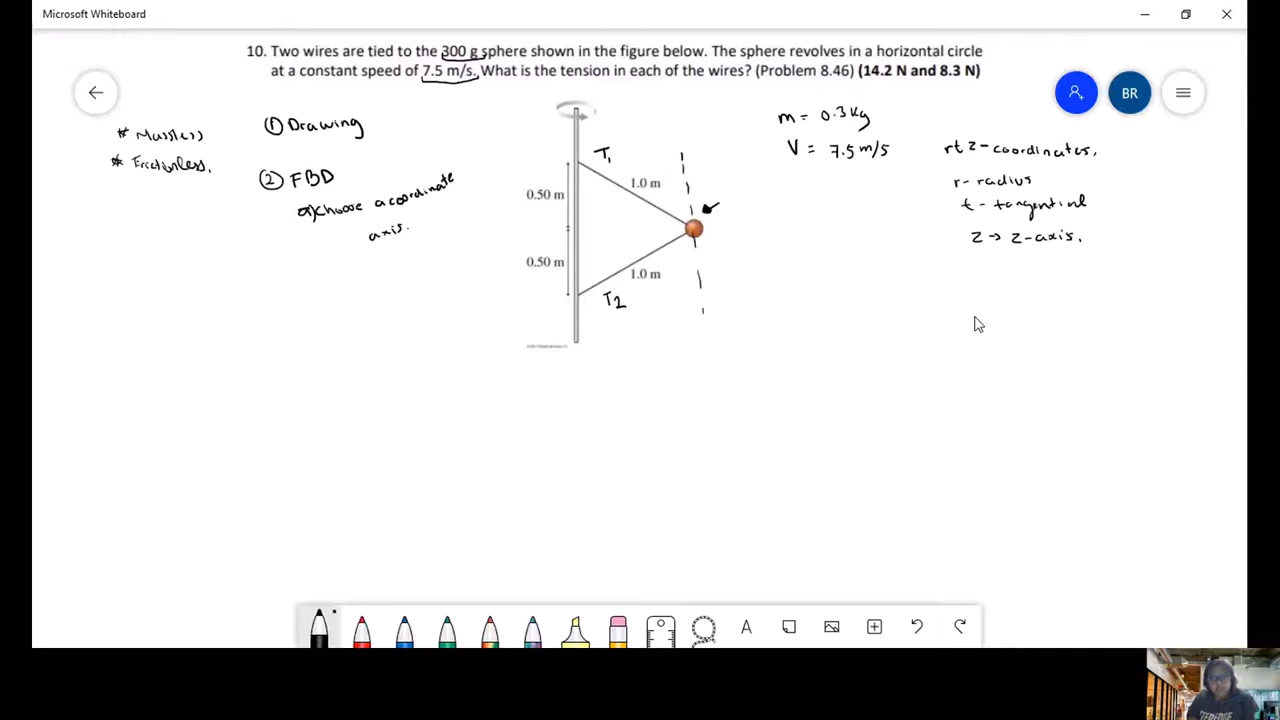 Microsoft Whiteboard
10. Two wires are tied to the 300 g sphere shown in the figure below. The sphere revolves in a horizontal circle
at a constant speed of 7.5 m/s. What is the tension in each of the wires? (Problem 8.46) (14.2 N and 8.3 N)
BR
* Massless
* Frictionless.
① Drawing
② FBD
a) choose a coordinate
axis.
T1
1.0 m
0.50 m
0.50 m
1.0 m
T2
m = 0.3 kg
V = 7.5 m/s
rtz-coordinates.
r - radius
t - tangential
z → z-axis.
A